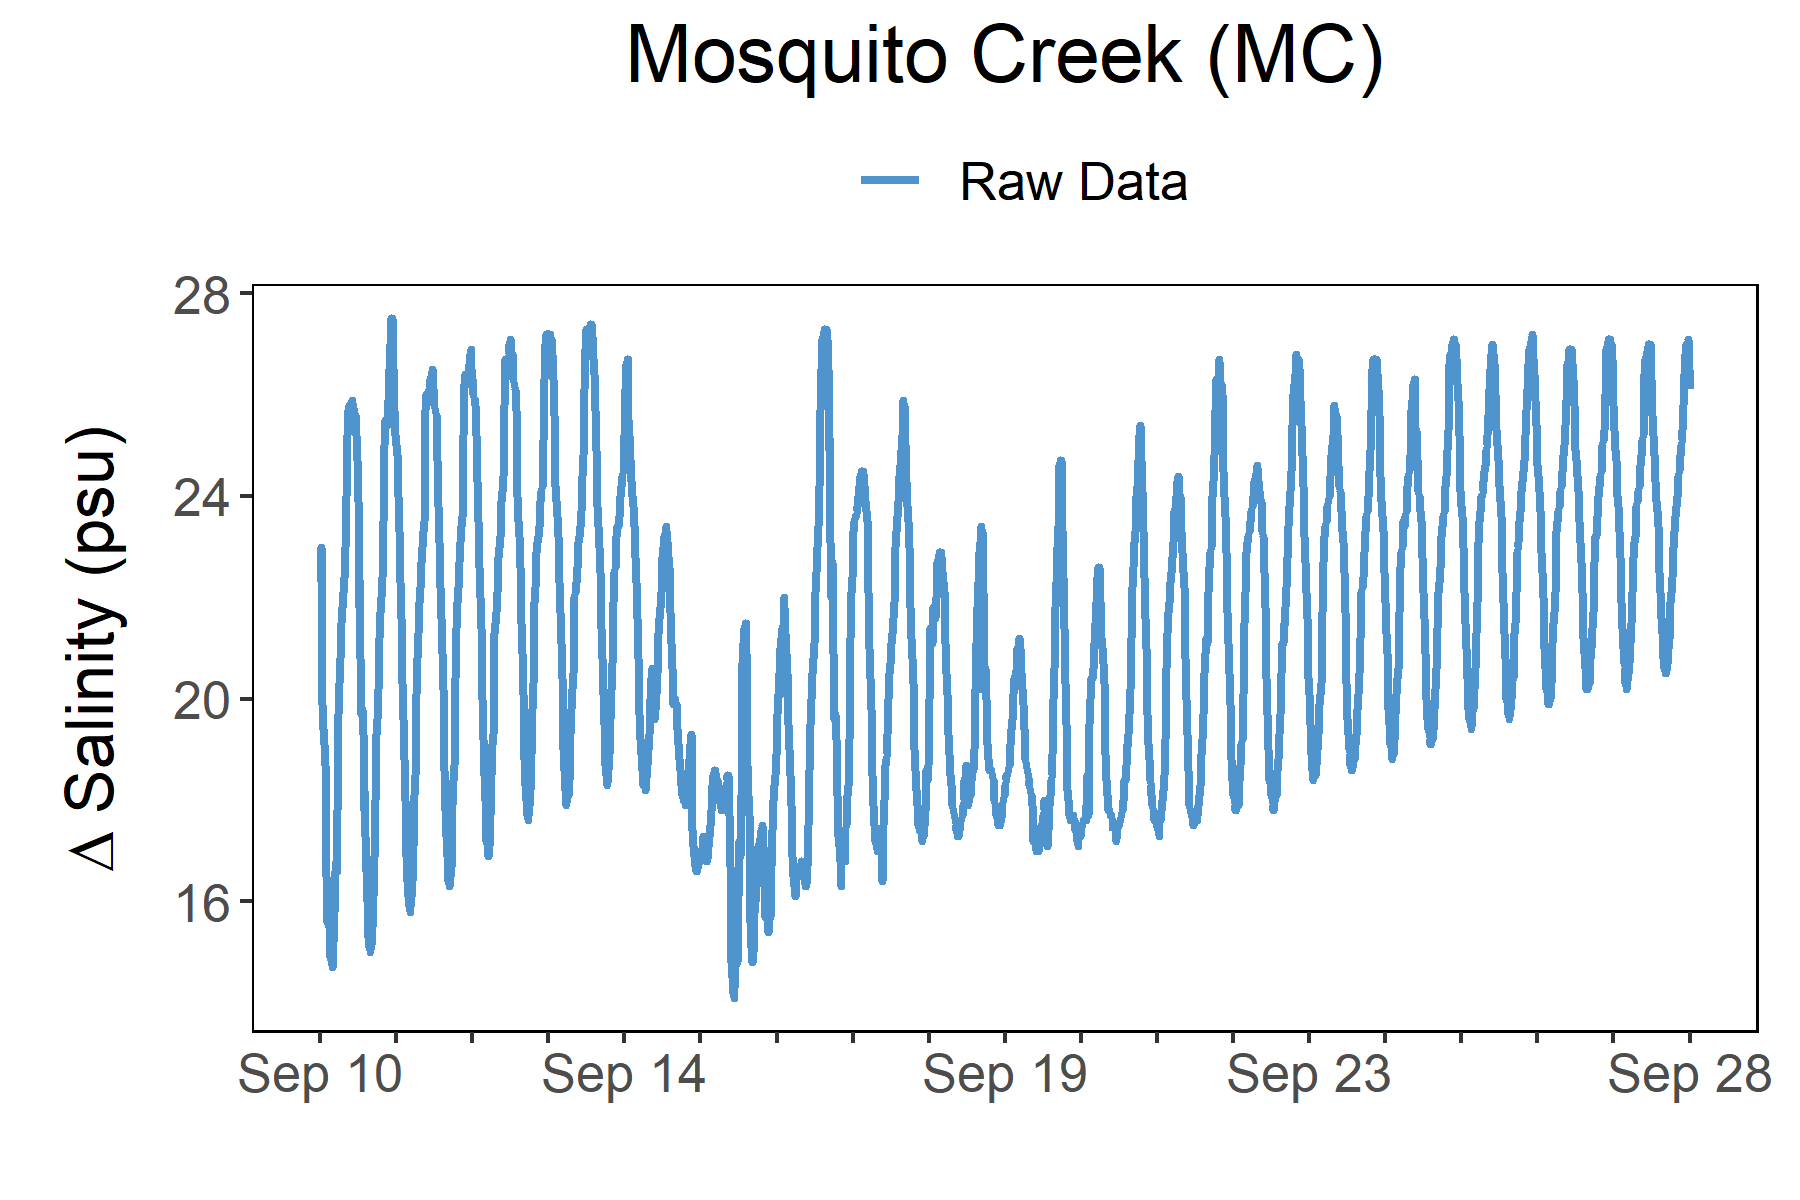 Mosquito Creek (MC)
Raw Data
Δ Salinity (psu)
28
24
20
16
Sep 10 Sep 14 Sep 19 Sep 23 Sep 28